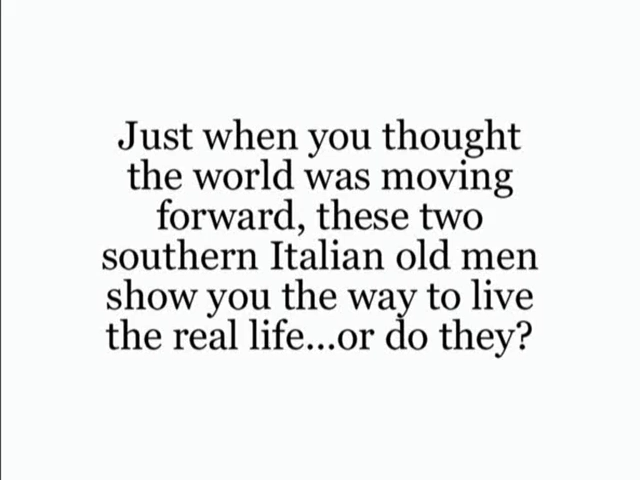 Just when you thought
the world was moving
forward, these two
southern Italian old men
show you the way to live
the real life...or do they?